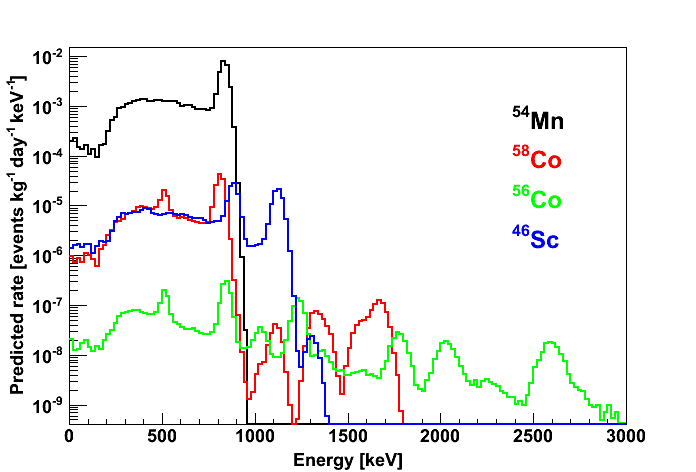 10⁻²
10⁻³
10⁻⁴
10⁻⁵
10⁻⁶
10⁻⁷
10⁻⁸
10⁻⁹
Predicted rate [events kg⁻¹ day⁻¹ keV⁻¹]
⁵⁴Mn
⁵⁸Co
⁵⁶Co
⁴⁶Sc
0 500 1000 1500 2000 2500 3000
Energy [keV]